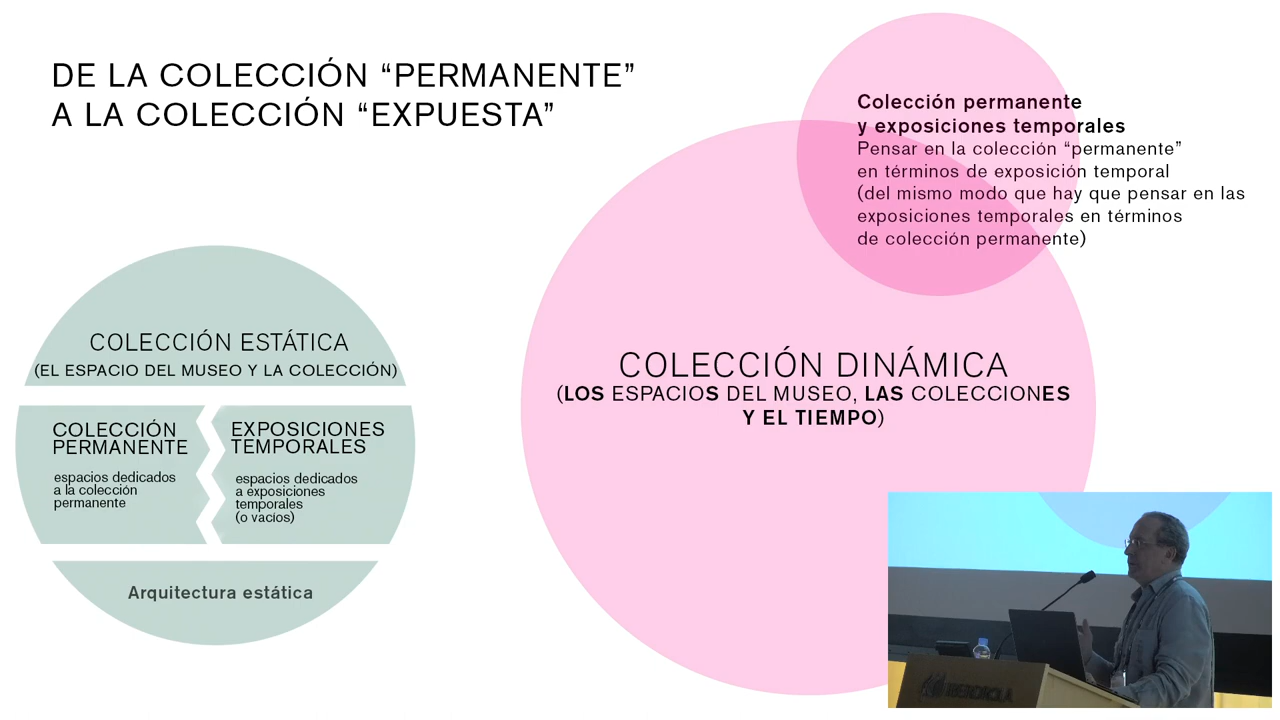 DE LA COLECCIÓN “PERMANENTE”
A LA COLECCIÓN “EXPUESTA”
Colección permanente
y exposiciones temporales
Pensar en la colección “permanente”
en términos de exposición temporal
(del mismo modo que hay que pensar en las
exposiciones temporales en términos
de colección permanente)
COLECCIÓN ESTÁTICA
(EL ESPACIO DEL MUSEO Y LA COLECCIÓN)
COLECCIÓN
PERMANENTE
espacios dedicados
a la colección
permanente
EXPOSICIONES
TEMPORALES
espacios dedicados
a exposiciones
temporales
(o vacíos)
Arquitectura estática
COLECCIÓN DINÁMICA
(LOS ESPACIOS DEL MUSEO, LAS COLECCIONES
Y EL TIEMPO)
IBERDROLA